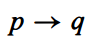 p → q